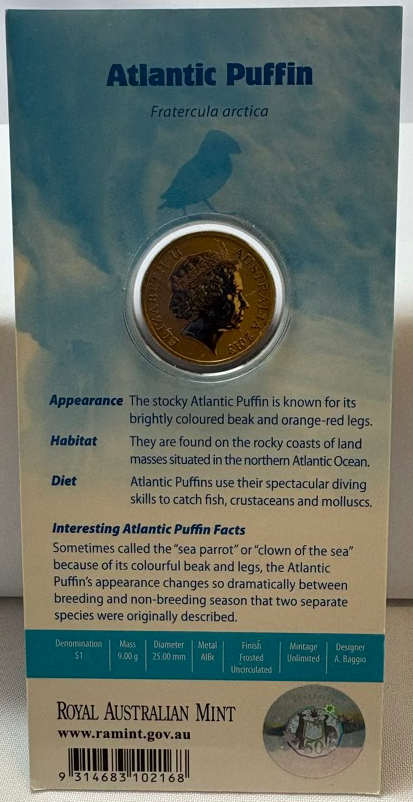 Atlantic Puffin
Fratercula arctica
ELIZABETH II AUSTRALIA 2013
Appearance The stocky Atlantic Puffin is known for its
brightly coloured beak and orange-red legs.
Habitat They are found on the rocky coasts of land
masses situated in the northern Atlantic Ocean.
Diet Atlantic Puffins use their spectacular diving
skills to catch fish, crustaceans and molluscs.
Interesting Atlantic Puffin Facts
Sometimes called the "sea parrot" or "clown of the sea"
because of its colourful beak and legs, the Atlantic
Puffin's appearance changes so dramatically between
breeding and non-breeding season that two separate
species were originally described.
Denomination Mass Diameter Metal Finish Mintage Designer
$1 9.00 g 25.00 mm AlBr Frosted Unlimited A. Baggio
Uncirculated
ROYAL AUSTRALIAN MINT
www.ramint.gov.au
50
9 314683 102168